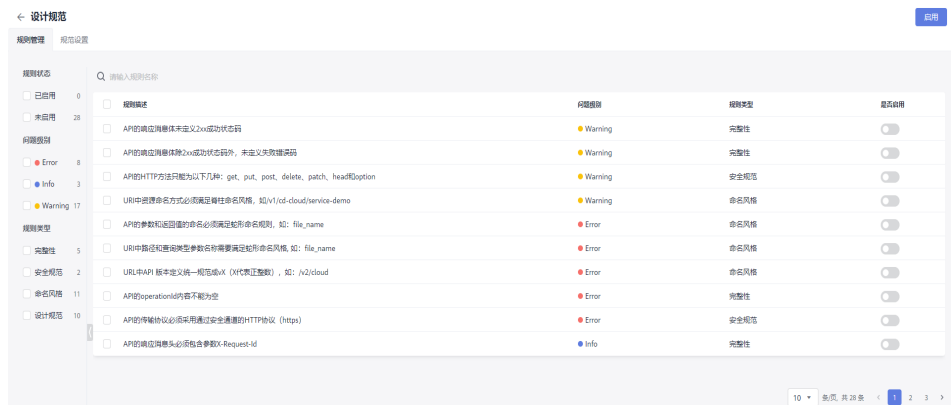 设计规范
启用
规则管理 规范设置
规则状态
已启用 0
未启用 28
问题级别
Error 8
Info 3
Warning 17
规则类型
完整性 5
安全规范 2
命名风格 11
设计规范 10
请输入规则名称
规则描述 问题级别 规则类型 是否启用
API的响应消息体未定义2xx成功状态码 Warning 完整性
API的响应消息体除2xx成功状态码外，未定义失败错误码 Warning 完整性
API的HTTP方法只能为以下几种：get、put、post、delete、patch、head和option Warning 安全规范
URI中资源命名方式必须满足脊柱命名风格，如/v1/cd-cloud/service-demo Warning 命名风格
API的参数和返回值的命名必须满足蛇形命名规则，如：file_name Error 命名风格
URI中路径和查询类型参数名称需要满足蛇形命名风格, 如：file_name Error 命名风格
URL中API 版本定义统一规范成vX（X代表正整数），如：/v2/cloud Error 命名风格
API的operationId内容不能为空 Error 完整性
API的传输协议必须采用通过安全通道的HTTP协议（https） Error 安全规范
API的响应消息头必须包含参数X-Request-Id Info 完整性
10 条/页, 共 28 条 1 2 3